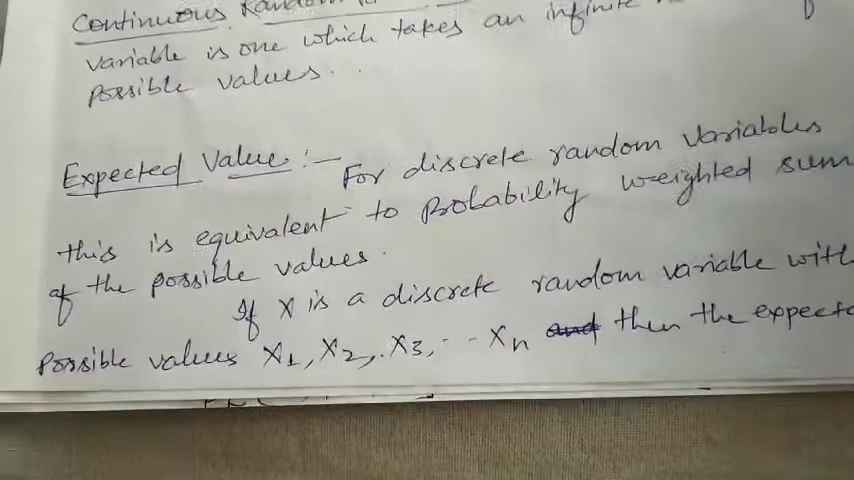 Continuous Random
variable is one which takes an infinite
possible values.
Expected Value :- For discrete random variables
this is equivalent to Probability weighted sum
of the possible values.
If X is a discrete random variable with
possible values X1, X2, X3, -- Xn and then the expecte